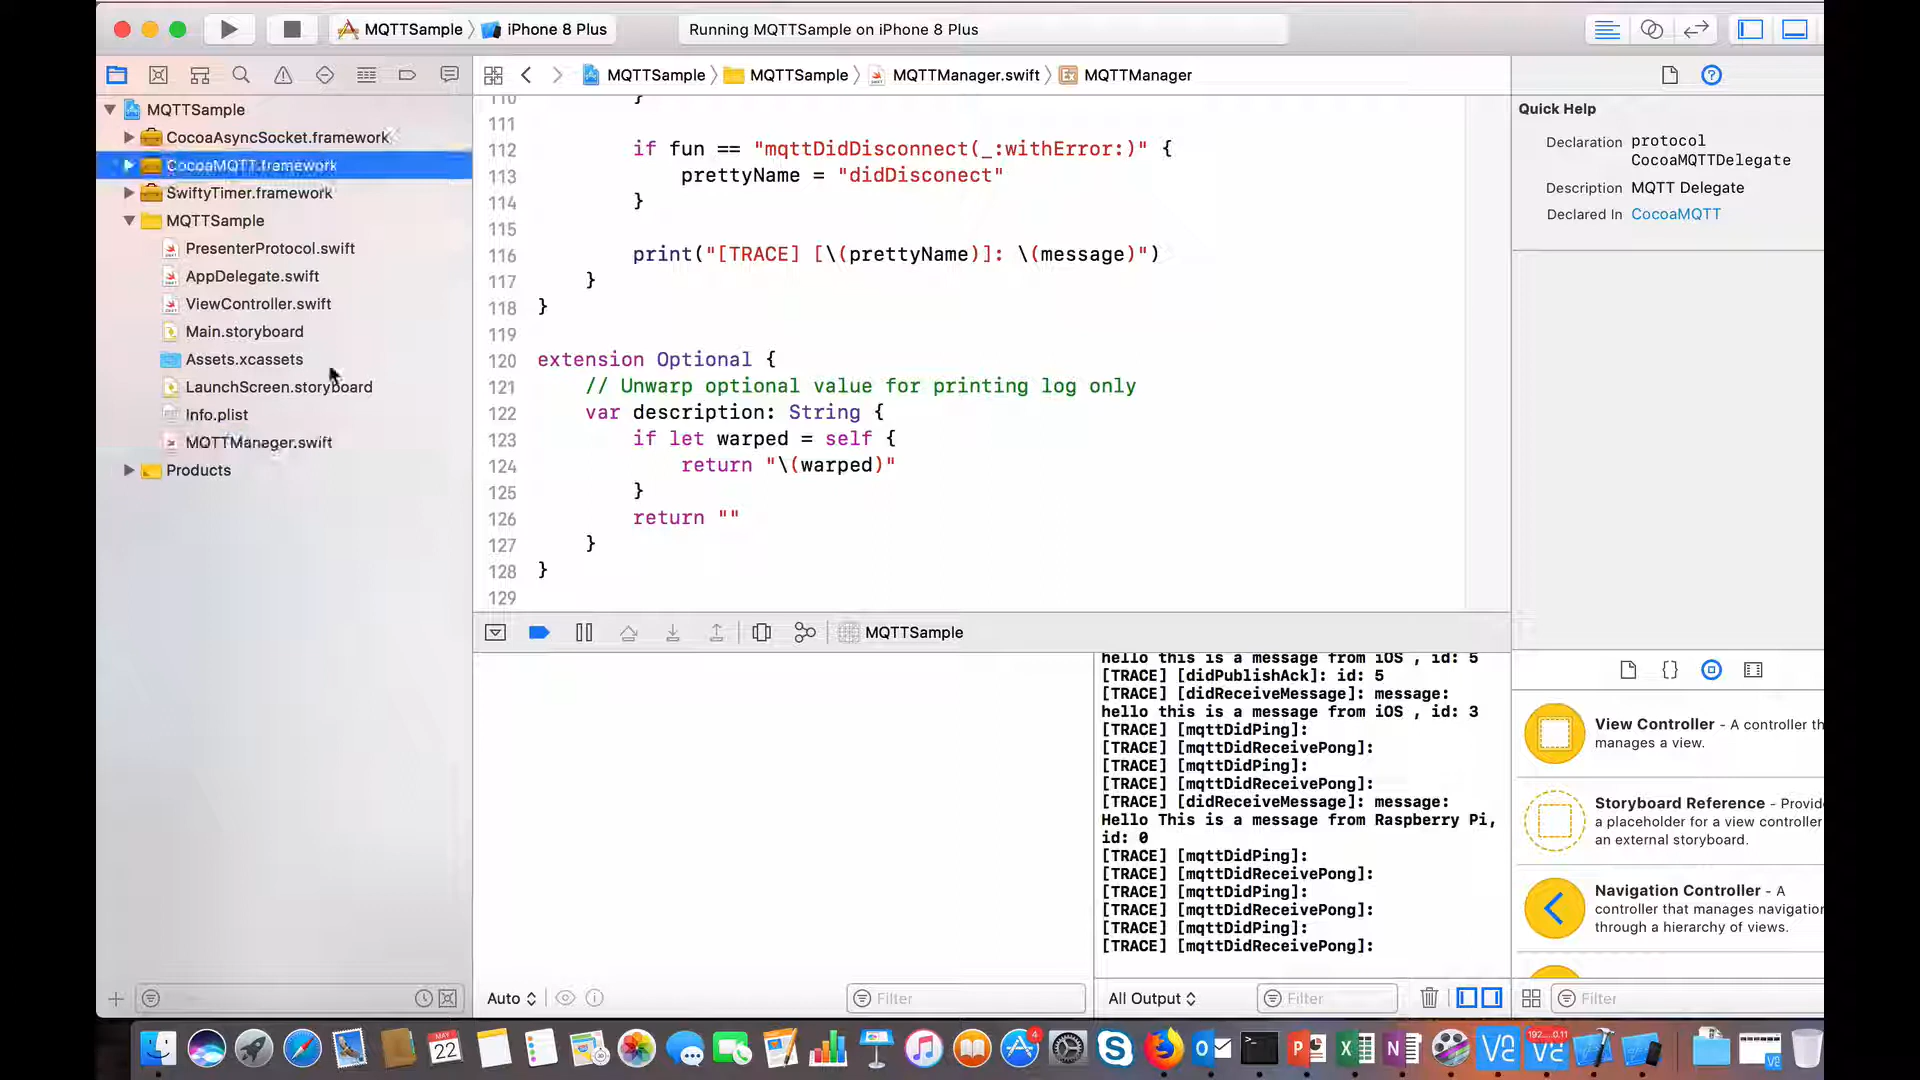 MQTTSample
iPhone 8 Plus
Running MQTTSample on iPhone 8 Plus
MQTTSample
MQTTSample
MQTTManager.swift
Ex
MQTTManager
MQTTSample
CocoaAsyncSocket.framework
CocoaMQTT.framework
SwiftyTimer.framework
MQTTSample
PresenterProtocol.swift
AppDelegate.swift
ViewController.swift
Main.storyboard
Assets.xcassets
LaunchScreen.storyboard
Info.plist
MQTTManager.swift
Products
110 }
111
112 if fun == "mqttDidDisconnect(_:withError:)" {
113 prettyName = "didDisconect"
114 }
115
116 print("[TRACE] [\(prettyName)]: \(message)")
117 }
118 }
119
120 extension Optional {
121 // Unwarp optional value for printing log only
122 var description: String {
123 if let warped = self {
124 return "\(warped)"
125 }
126 return ""
127 }
128 }
129
Quick Help
Declaration protocol
CocoaMQTTDelegate
Description MQTT Delegate
Declared In CocoaMQTT
MQTTSample
hello this is a message from iOS , id: 5
[TRACE] [didPublishAck]: id: 5
[TRACE] [didReceiveMessage]: message:
hello this is a message from iOS , id: 3
[TRACE] [mqttDidPing]:
[TRACE] [mqttDidReceivePong]:
[TRACE] [mqttDidPing]:
[TRACE] [mqttDidReceivePong]:
[TRACE] [didReceiveMessage]: message:
Hello This is a message from Raspberry Pi,
id: 0
[TRACE] [mqttDidPing]:
[TRACE] [mqttDidReceivePong]:
[TRACE] [mqttDidPing]:
[TRACE] [mqttDidReceivePong]:
[TRACE] [mqttDidPing]:
[TRACE] [mqttDidReceivePong]:
View Controller - A controller th
manages a view.
Storyboard Reference - Provid
a placeholder for a view controller
an external storyboard.
Navigation Controller - A
controller that manages navigation
through a hierarchy of views.
Auto
Filter
All Output
Filter
Filter
MAY
22
4
192....0.11